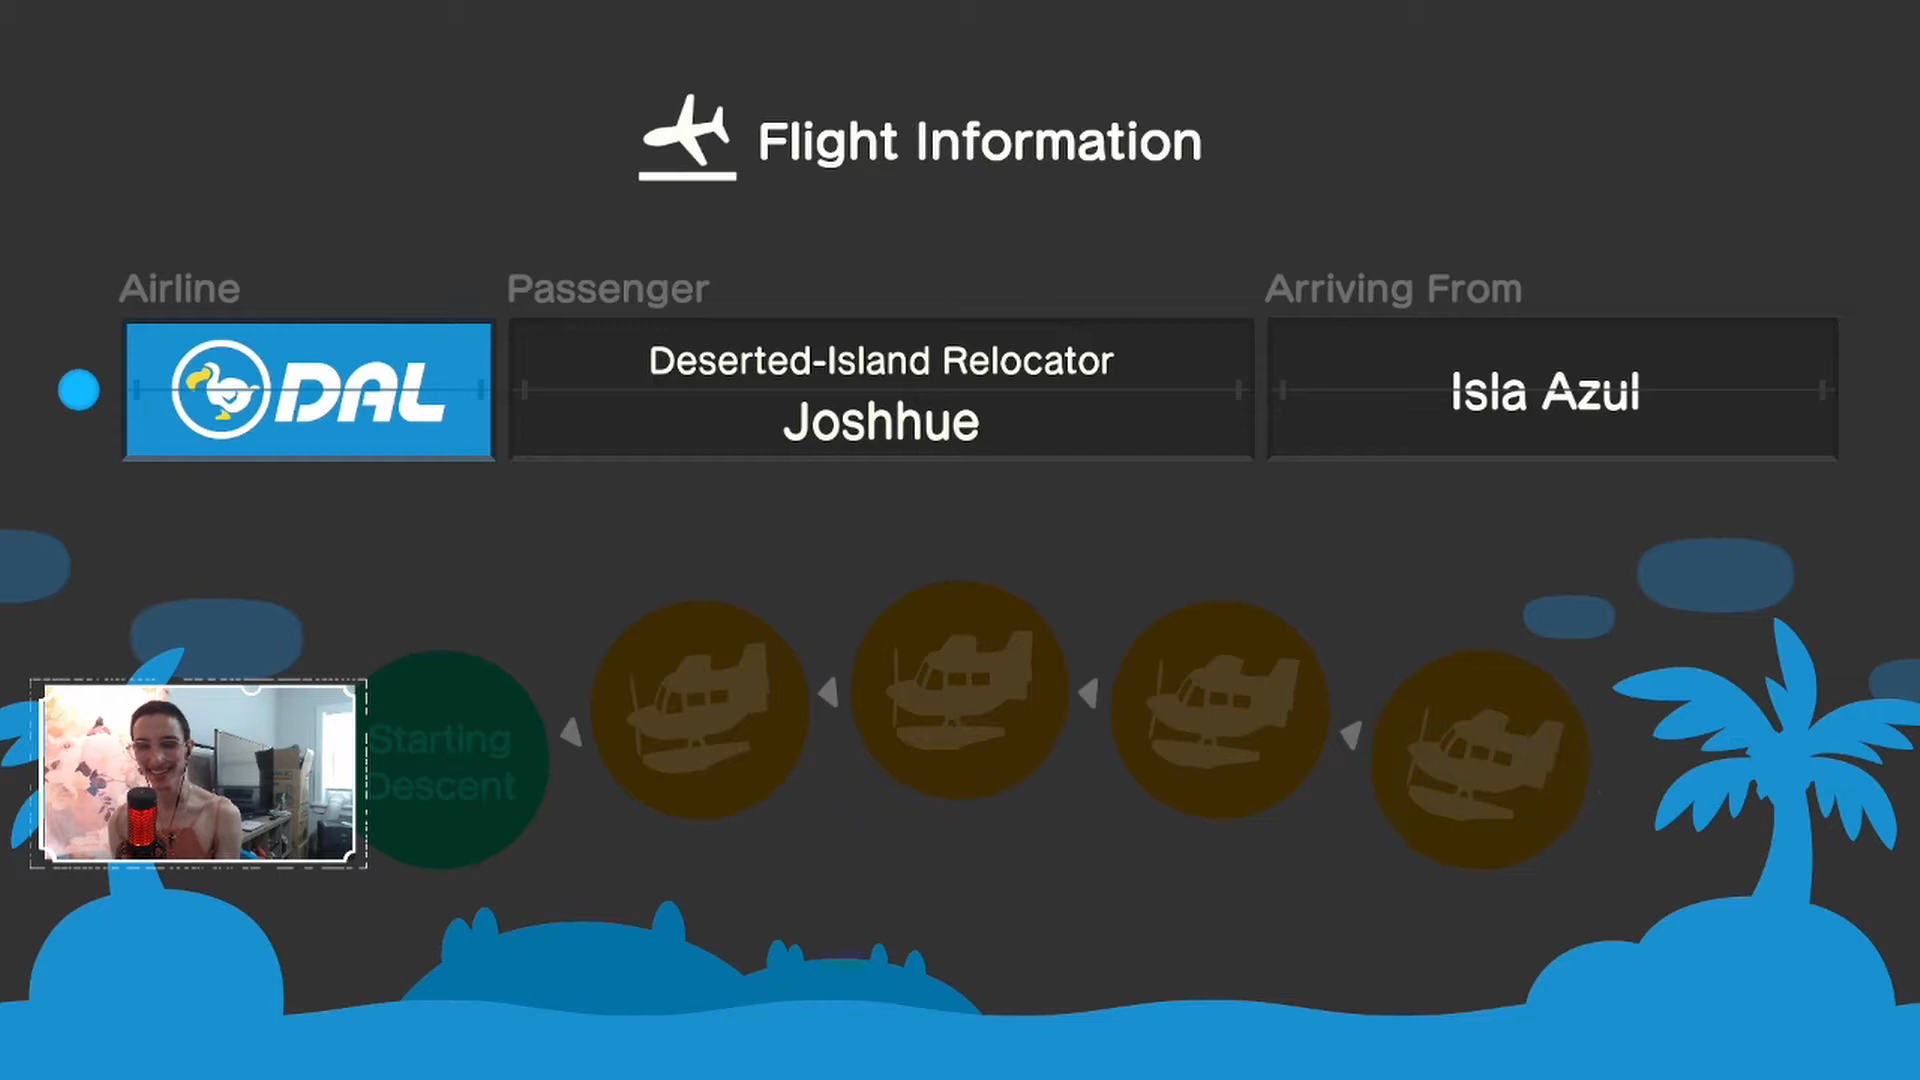 Flight Information
Airline
Passenger
Arriving From
DAL
Deserted-Island Relocator
Joshhue
Isla Azul
Starting
Descent